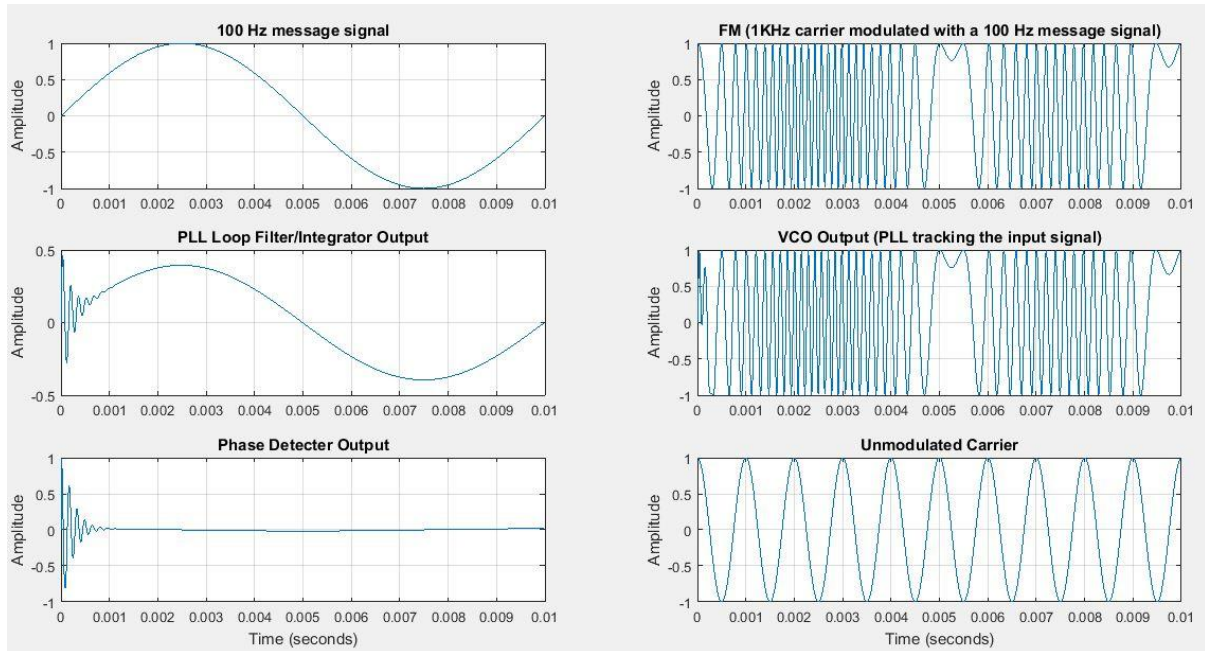 100 Hz message signal
Amplitude
1
0.5
0
-0.5
-1
0 0.001 0.002 0.003 0.004 0.005 0.006 0.007 0.008 0.009 0.01
FM (1KHz carrier modulated with a 100 Hz message signal)
Amplitude
1
0.5
0
-0.5
-1
0 0.001 0.002 0.003 0.004 0.005 0.006 0.007 0.008 0.009 0.01
PLL Loop Filter/Integrator Output
Amplitude
0.5
0
-0.5
0 0.001 0.002 0.003 0.004 0.005 0.006 0.007 0.008 0.009 0.01
VCO Output (PLL tracking the input signal)
Amplitude
1
0.5
0
-0.5
-1
0 0.001 0.002 0.003 0.004 0.005 0.006 0.007 0.008 0.009 0.01
Phase Detecter Output
Amplitude
1
0.5
0
-0.5
-1
0 0.001 0.002 0.003 0.004 0.005 0.006 0.007 0.008 0.009 0.01
Time (seconds)
Unmodulated Carrier
Amplitude
1
0.5
0
-0.5
-1
0 0.001 0.002 0.003 0.004 0.005 0.006 0.007 0.008 0.009 0.01
Time (seconds)